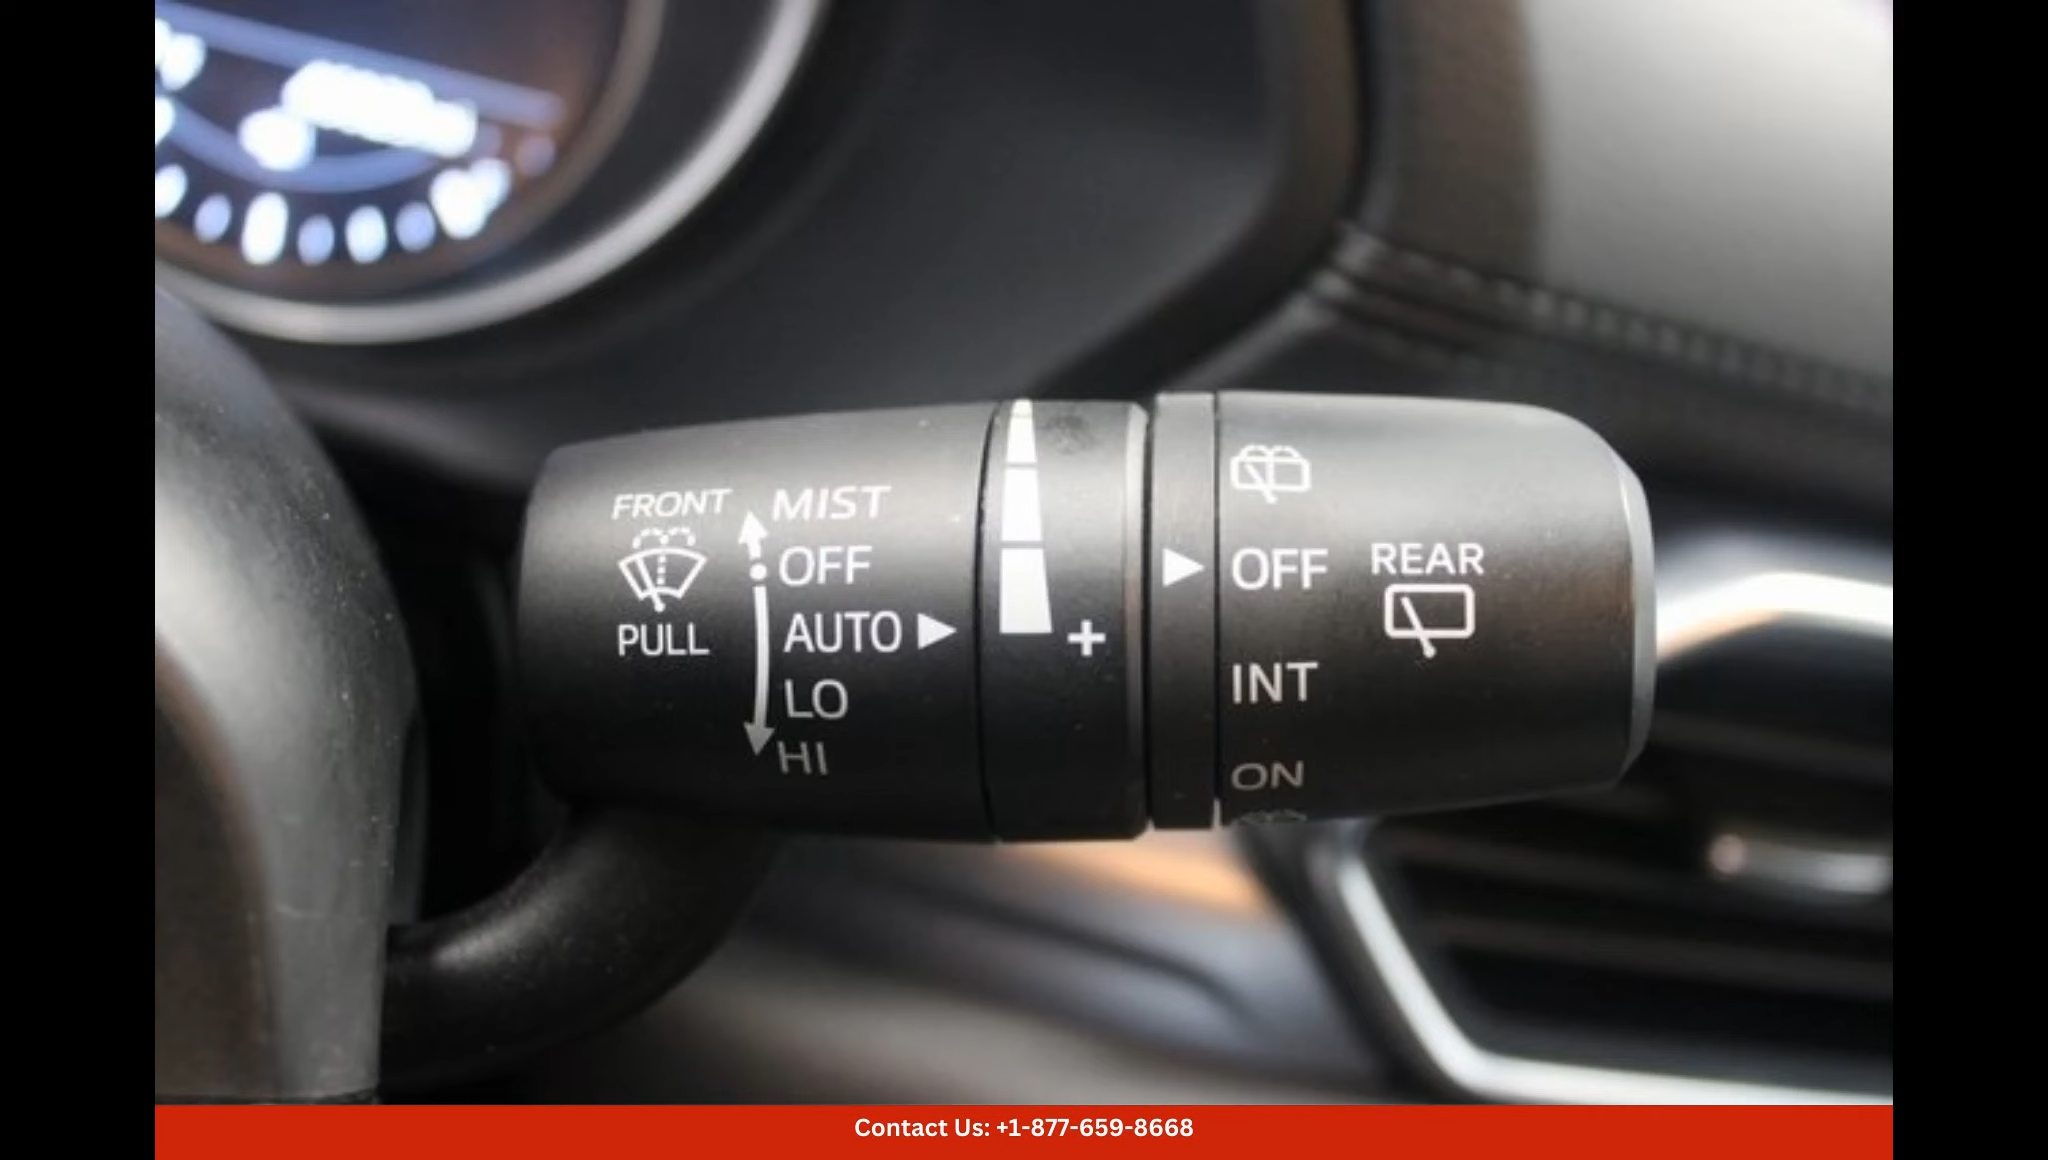 FRONT
PULL
MIST
OFF
AUTO
LO
HI
+
OFF
INT
ON
REAR
Contact Us: +1-877-659-8668